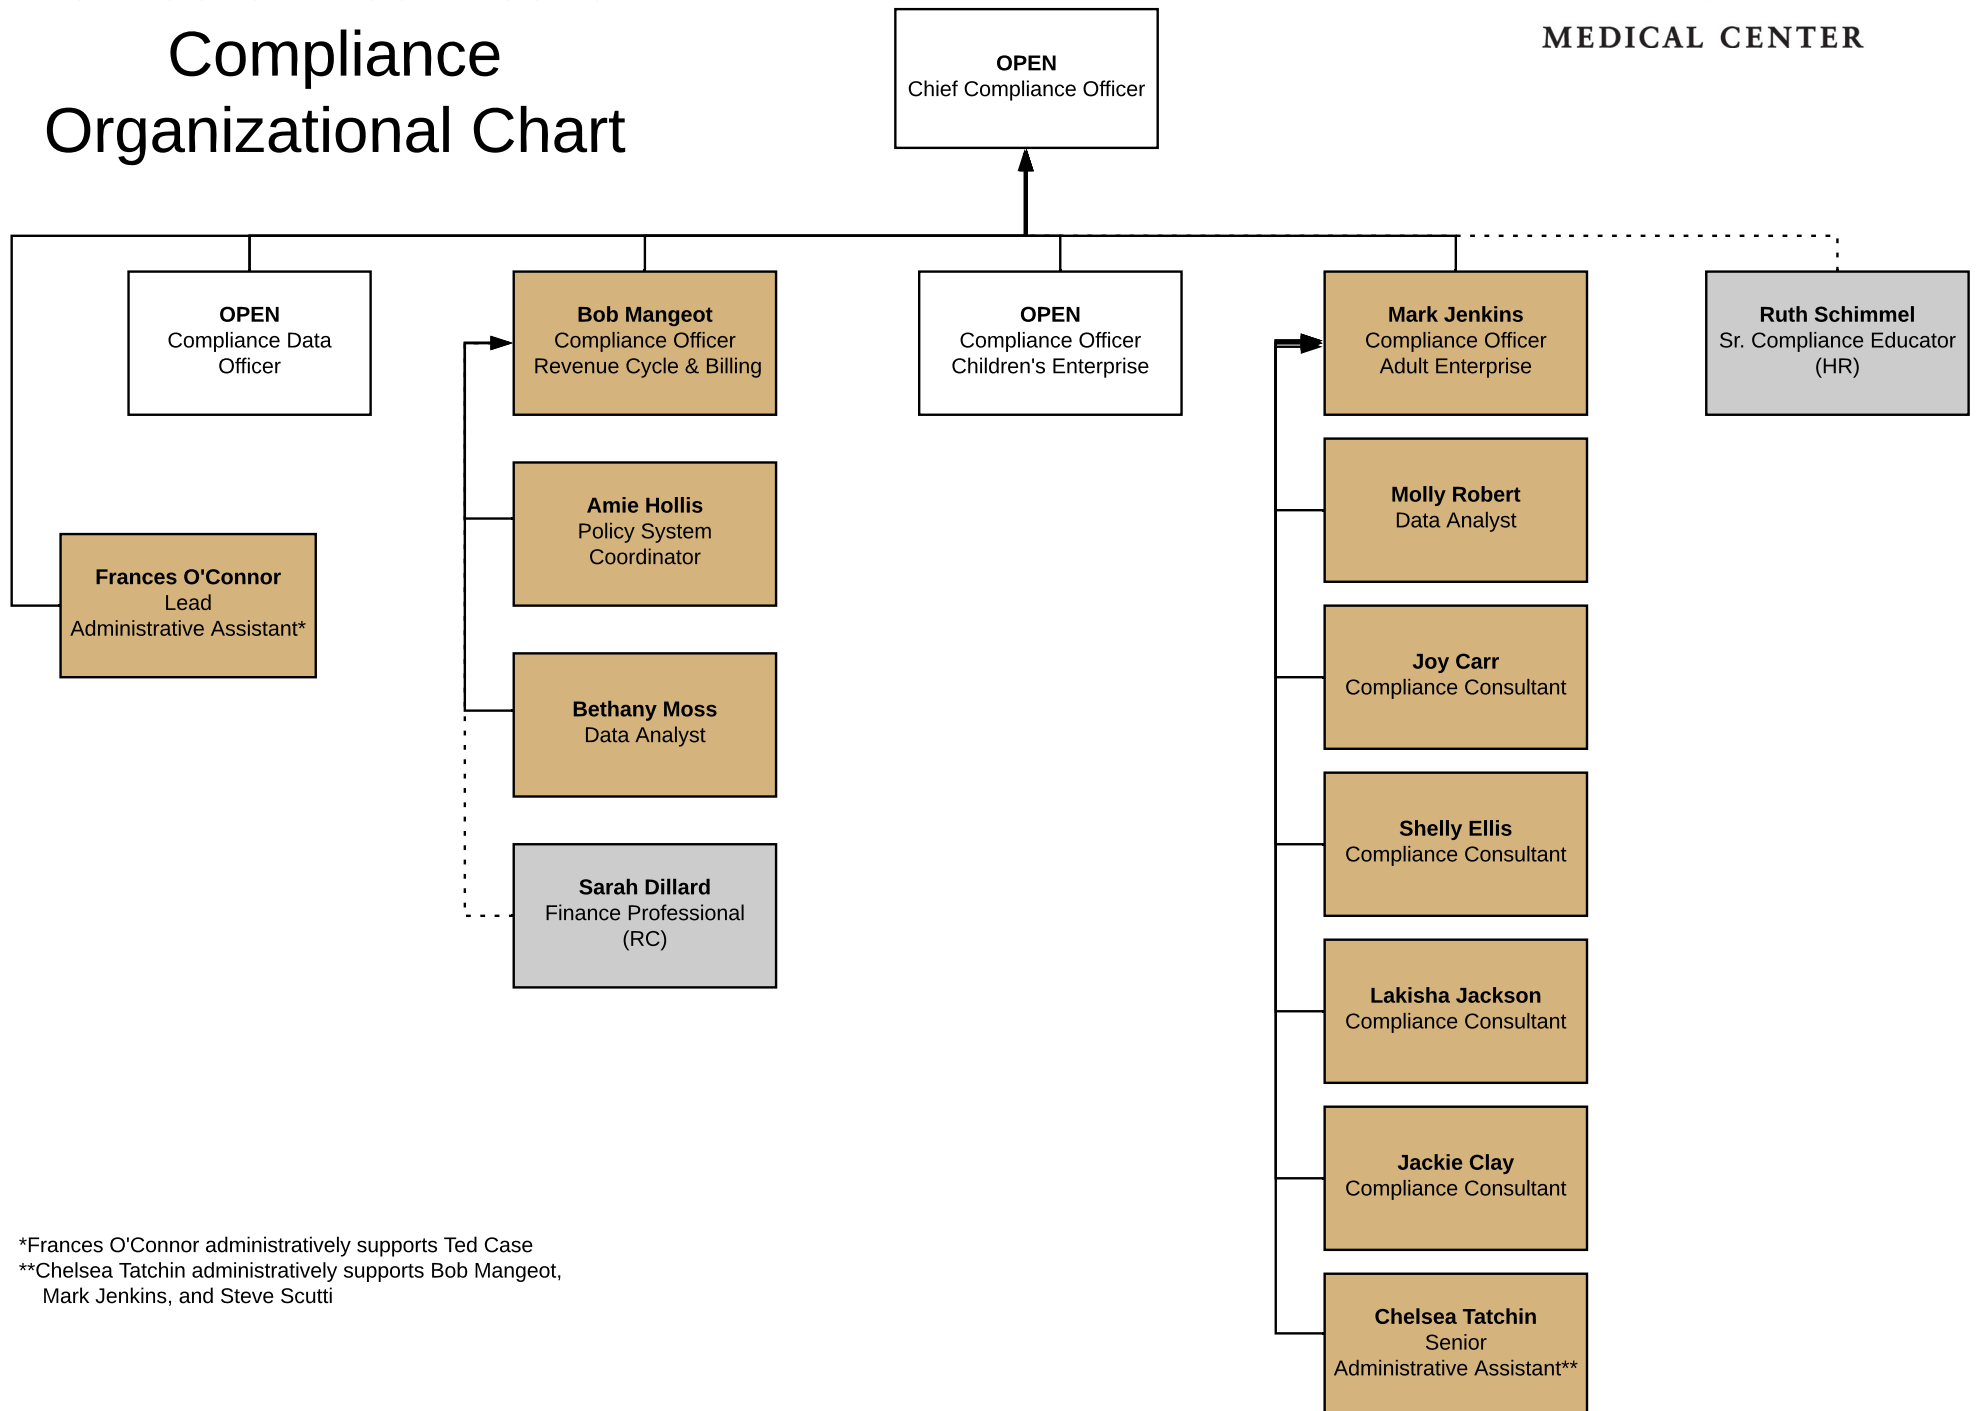 Compliance
Organizational Chart
MEDICAL CENTER
OPEN
Chief Compliance Officer
OPEN
Compliance Data
Officer
Bob Mangeot
Compliance Officer
Revenue Cycle & Billing
OPEN
Compliance Officer
Children's Enterprise
Mark Jenkins
Compliance Officer
Adult Enterprise
Ruth Schimmel
Sr. Compliance Educator
(HR)
Frances O'Connor
Lead
Administrative Assistant*
Amie Hollis
Policy System
Coordinator
Bethany Moss
Data Analyst
Sarah Dillard
Finance Professional
(RC)
Molly Robert
Data Analyst
Joy Carr
Compliance Consultant
Shelly Ellis
Compliance Consultant
Lakisha Jackson
Compliance Consultant
Jackie Clay
Compliance Consultant
Chelsea Tatchin
Senior
Administrative Assistant**
*Frances O'Connor administratively supports Ted Case
**Chelsea Tatchin administratively supports Bob Mangeot,
Mark Jenkins, and Steve Scutti